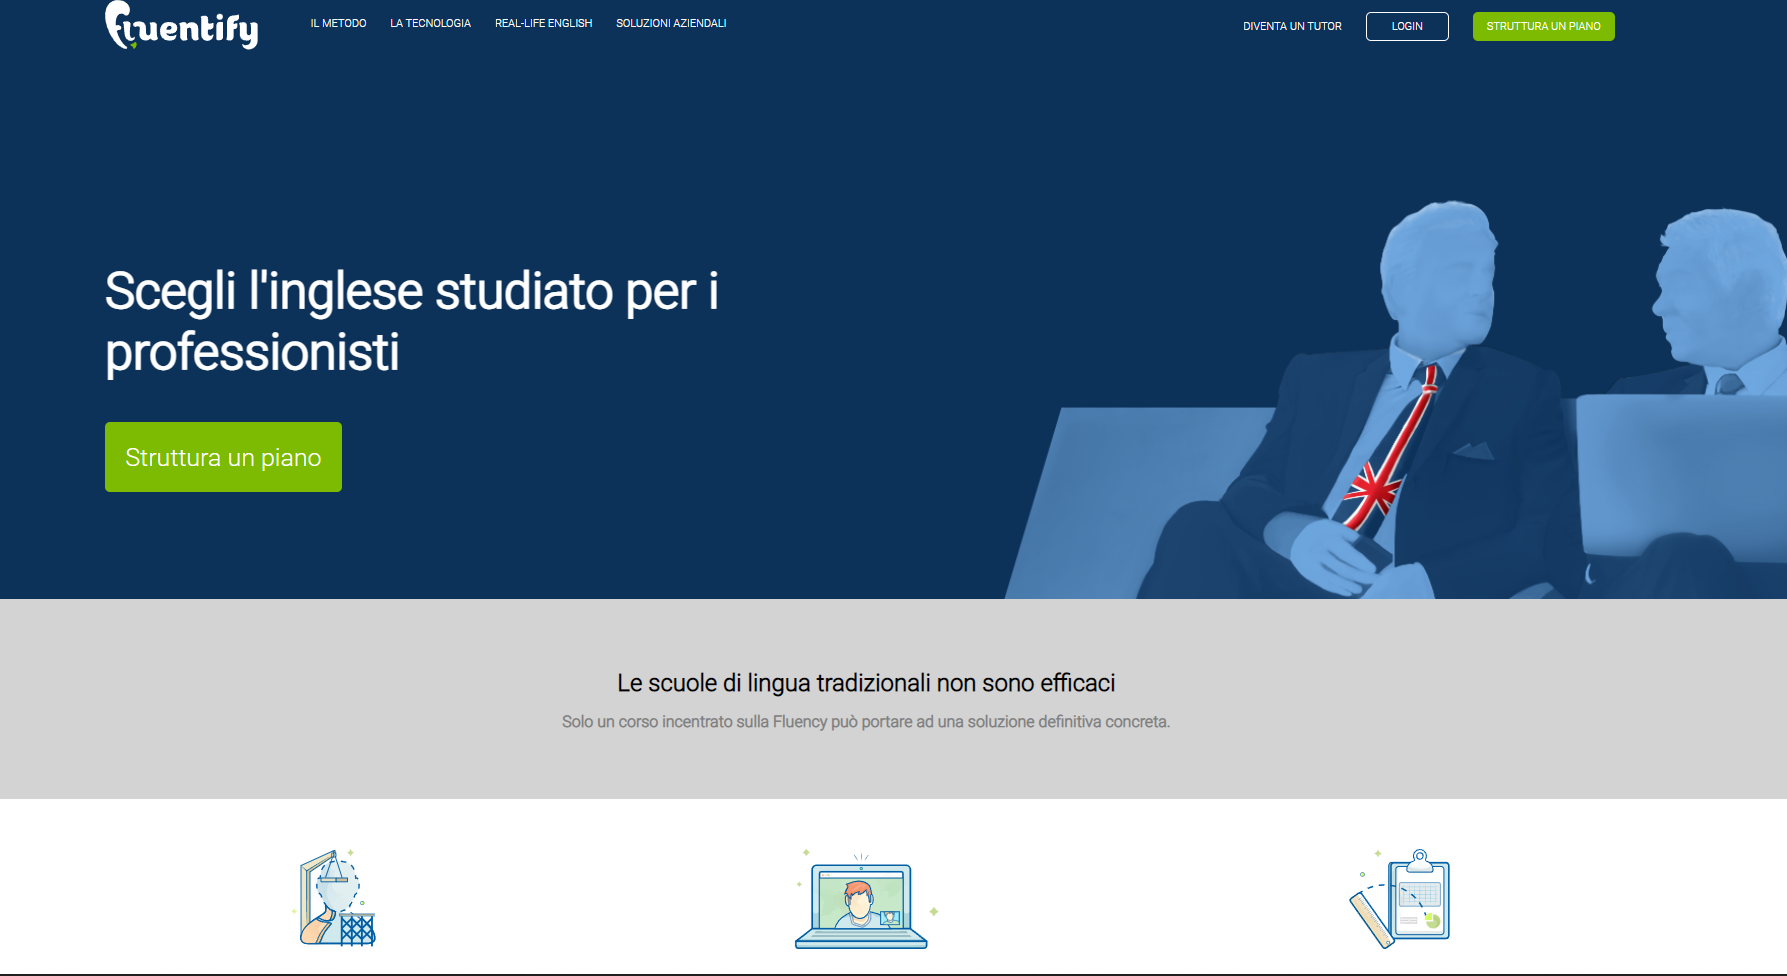 fluentify
IL METODO
LA TECNOLOGIA
REAL-LIFE ENGLISH
SOLUZIONI AZIENDALI
DIVENTA UN TUTOR
LOGIN
STRUTTURA UN PIANO
Scegli l'inglese studiato per i
professionisti
Struttura un piano
Le scuole di lingua tradizionali non sono efficaci
Solo un corso incentrato sulla Fluency può portare ad una soluzione definitiva concreta.